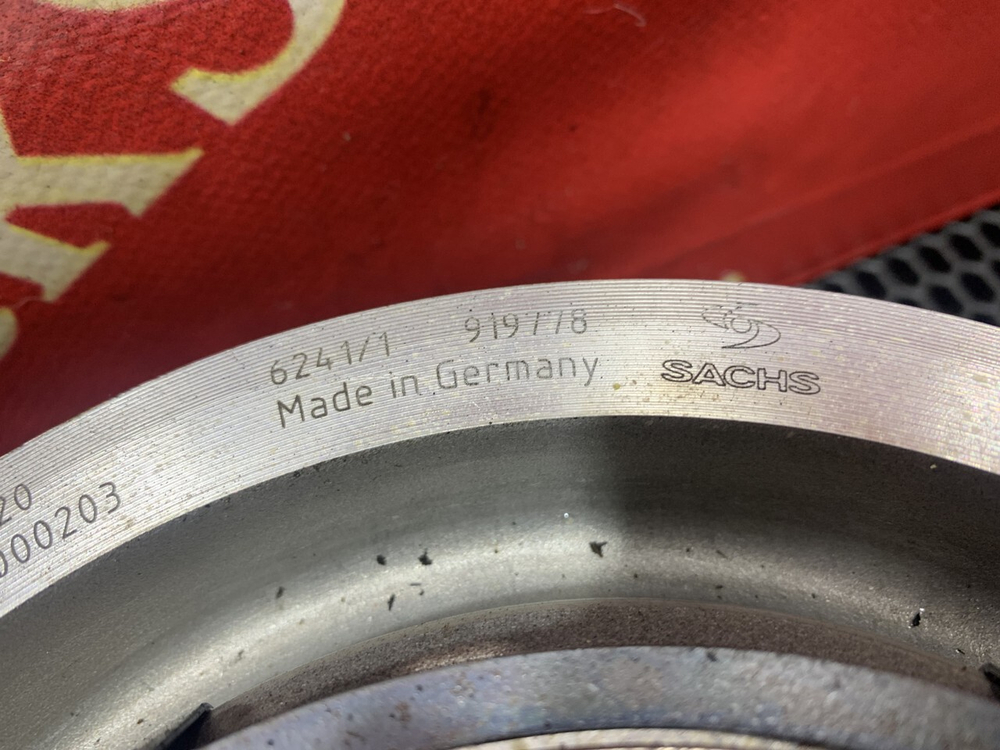 6241/1 919778
Made in Germany
SACHS
20
000203